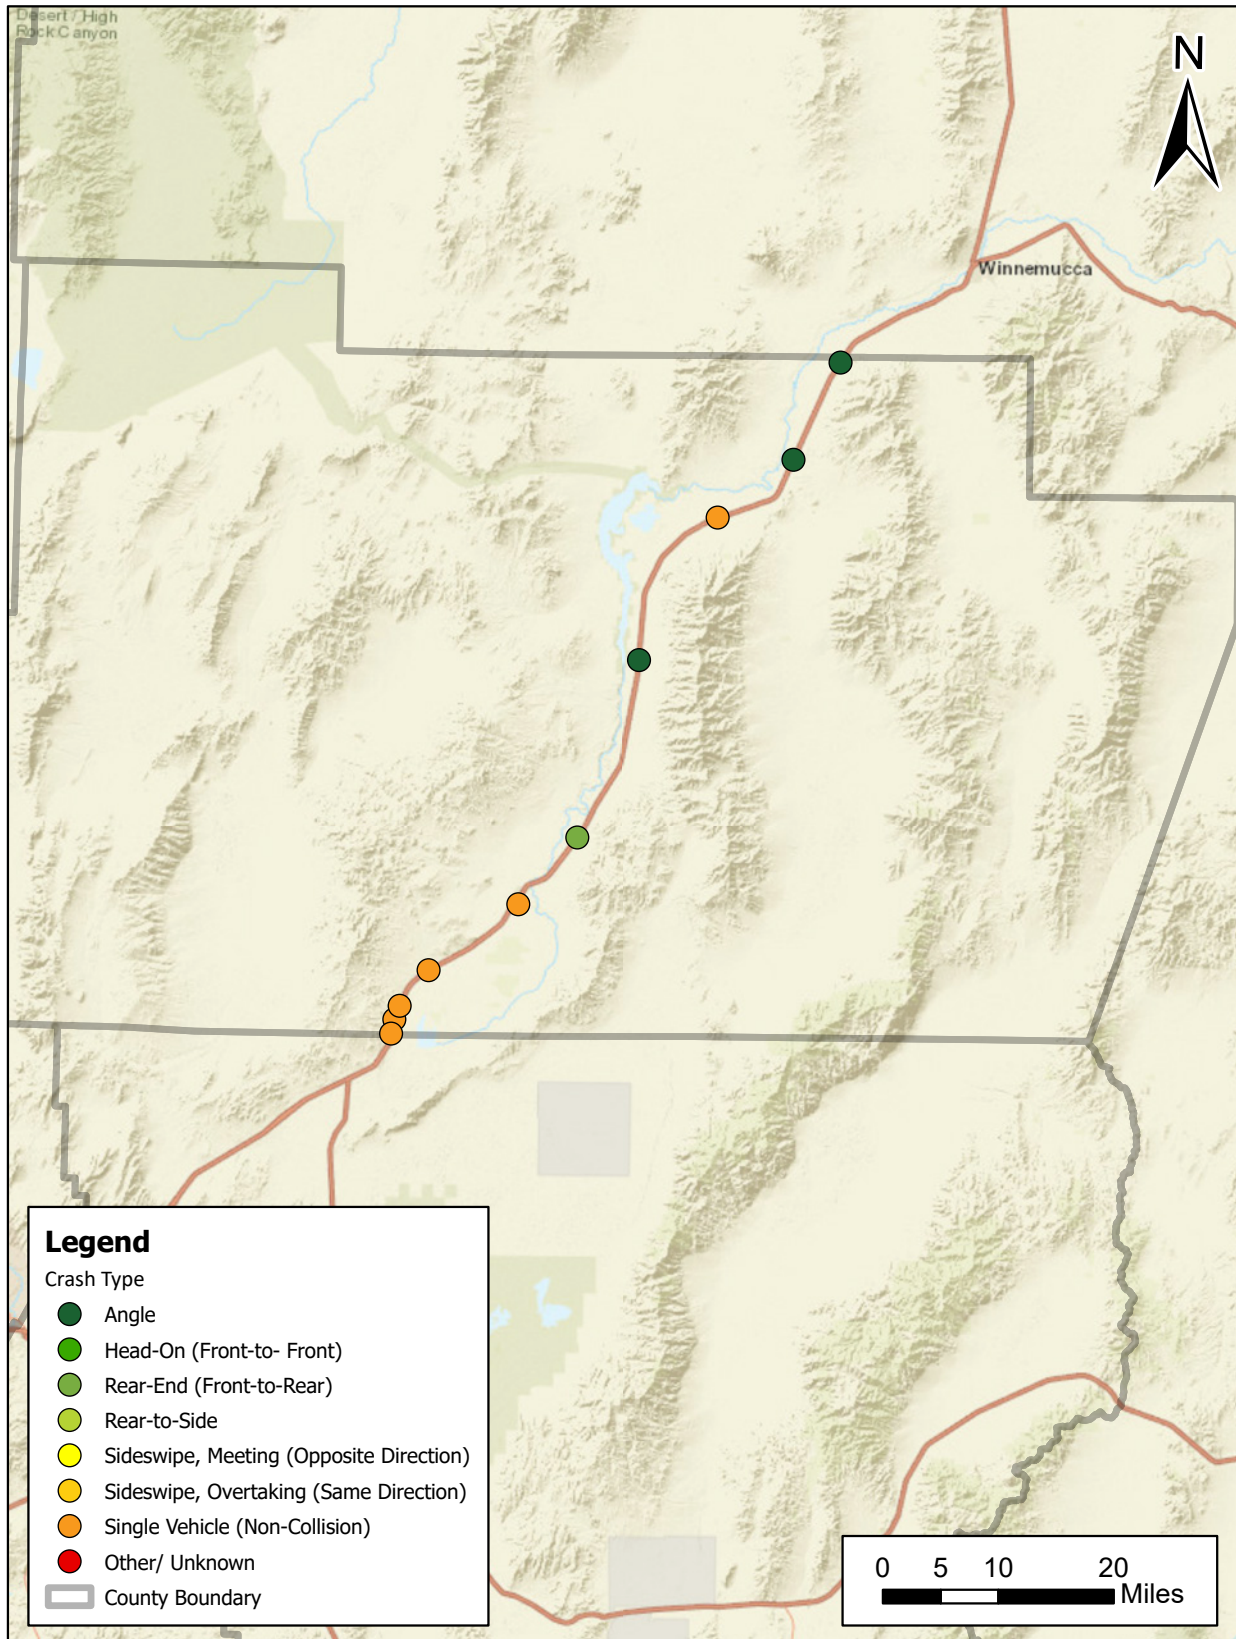 Desert / High
Rock Canyon
N
Winnemucca
Legend
Crash Type
Angle
Head-On (Front-to- Front)
Rear-End (Front-to-Rear)
Rear-to-Side
Sideswipe, Meeting (Opposite Direction)
Sideswipe, Overtaking (Same Direction)
Single Vehicle (Non-Collision)
Other/ Unknown
County Boundary
0 5 10 20
Miles